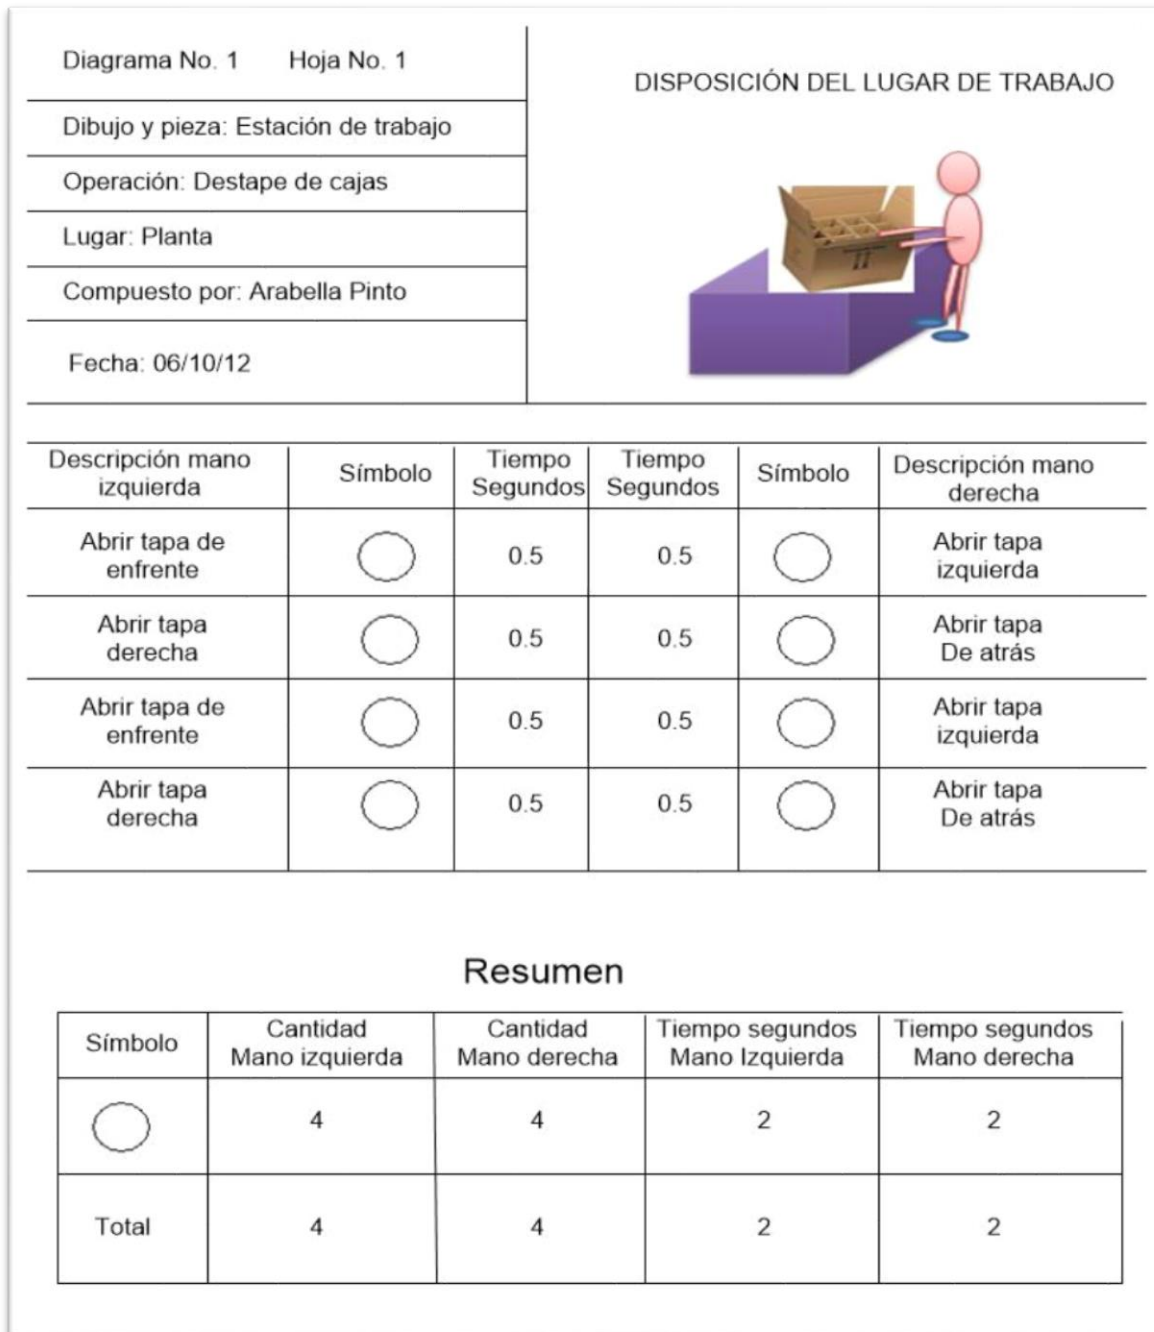 Diagrama No. 1 Hoja No. 1
Dibujo y pieza: Estación de trabajo
Operación: Destape de cajas
Lugar: Planta
Compuesto por: Arabella Pinto
Fecha: 06/10/12
DISPOSICIÓN DEL LUGAR DE TRABAJO
Descripción mano
izquierda
Símbolo
Tiempo
Segundos
Tiempo
Segundos
Símbolo
Descripción mano
derecha
Abrir tapa de
enfrente
0.5
0.5
Abrir tapa
izquierda
Abrir tapa
derecha
0.5
0.5
Abrir tapa
De atrás
Abrir tapa de
enfrente
0.5
0.5
Abrir tapa
izquierda
Abrir tapa
derecha
0.5
0.5
Abrir tapa
De atrás
Resumen
Símbolo
Cantidad
Mano izquierda
Cantidad
Mano derecha
Tiempo segundos
Mano Izquierda
Tiempo segundos
Mano derecha
4
4
2
2
Total
4
4
2
2